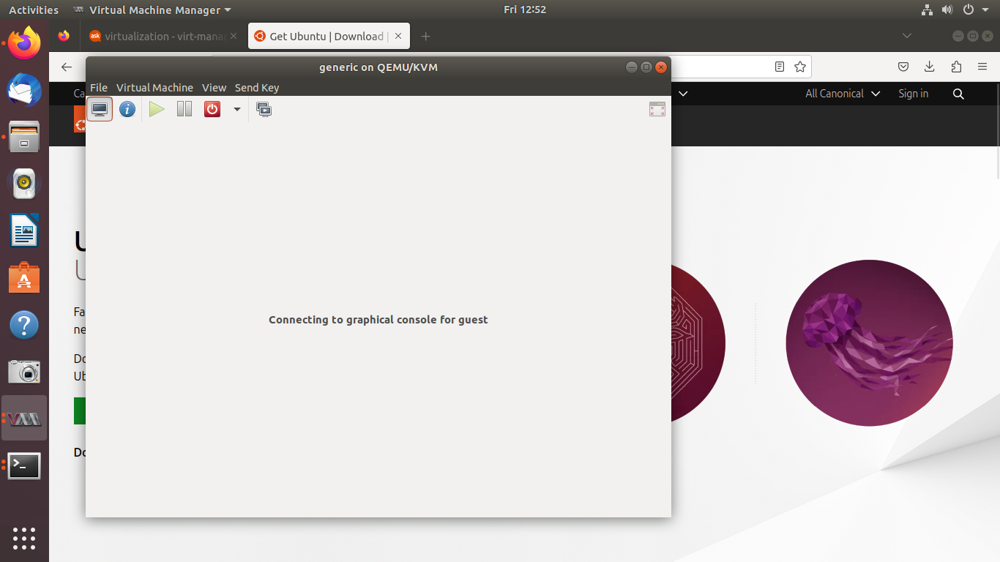 Activities Virtual Machine Manager Fri 12:52
ask virtualization - virt-mana Get Ubuntu | Download |
generic on QEMU/KVM
File Virtual Machine View Send Key
Ca All Canonical Sign in
U
U
Fa
ne
Connecting to graphical console for guest
Do
Ub
Do